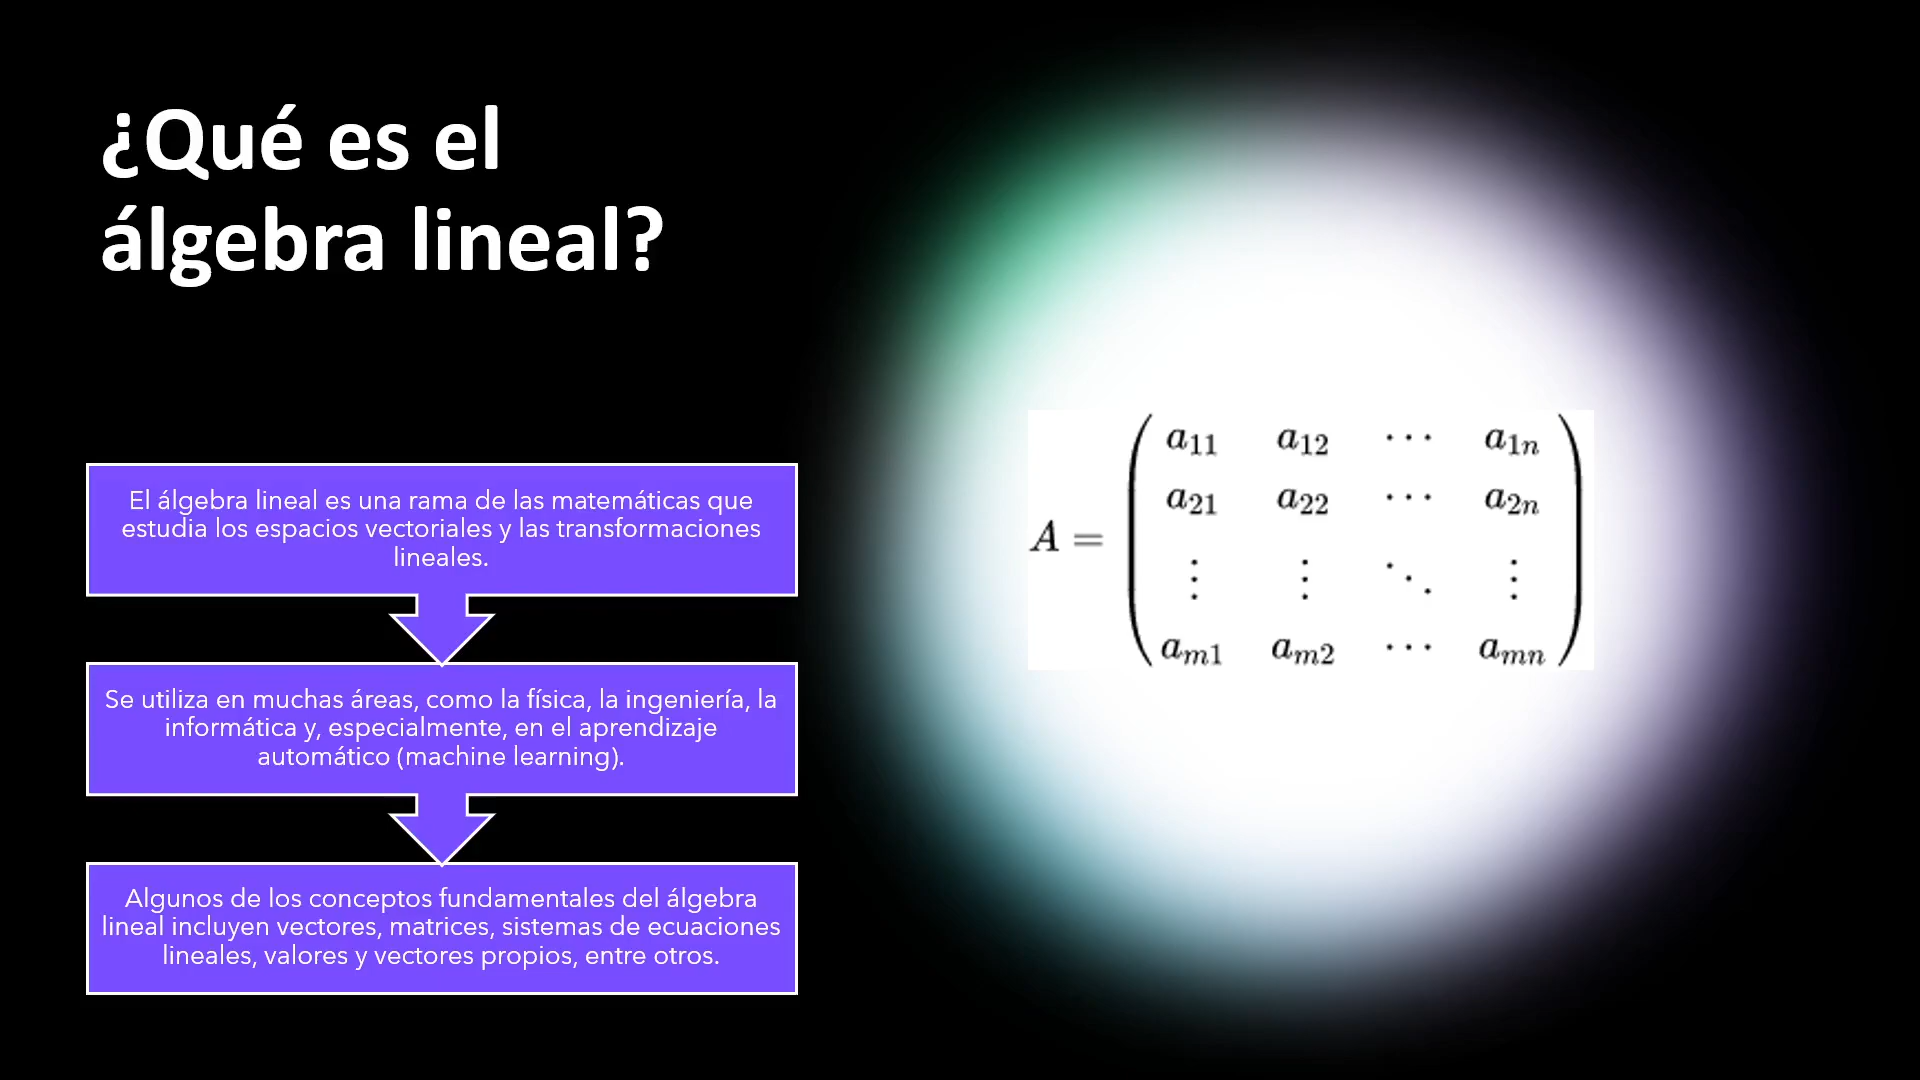 ¿Qué es el
álgebra lineal?
El álgebra lineal es una rama de las matemáticas que
estudia los espacios vectoriales y las transformaciones
lineales.
Se utiliza en muchas áreas, como la física, la ingeniería, la
informática y, especialmente, en el aprendizaje
automático (machine learning).
Algunos de los conceptos fundamentales del álgebra
lineal incluyen vectores, matrices, sistemas de ecuaciones
lineales, valores y vectores propios, entre otros.
a₁₁ a₁₂ ⋯ a₁ₙ
a₂₁ a₂₂ ⋯ a₂ₙ
A =
⋮ ⋮ ⋱ ⋮
aₘ₁ aₘ₂ ⋯ aₘₙ